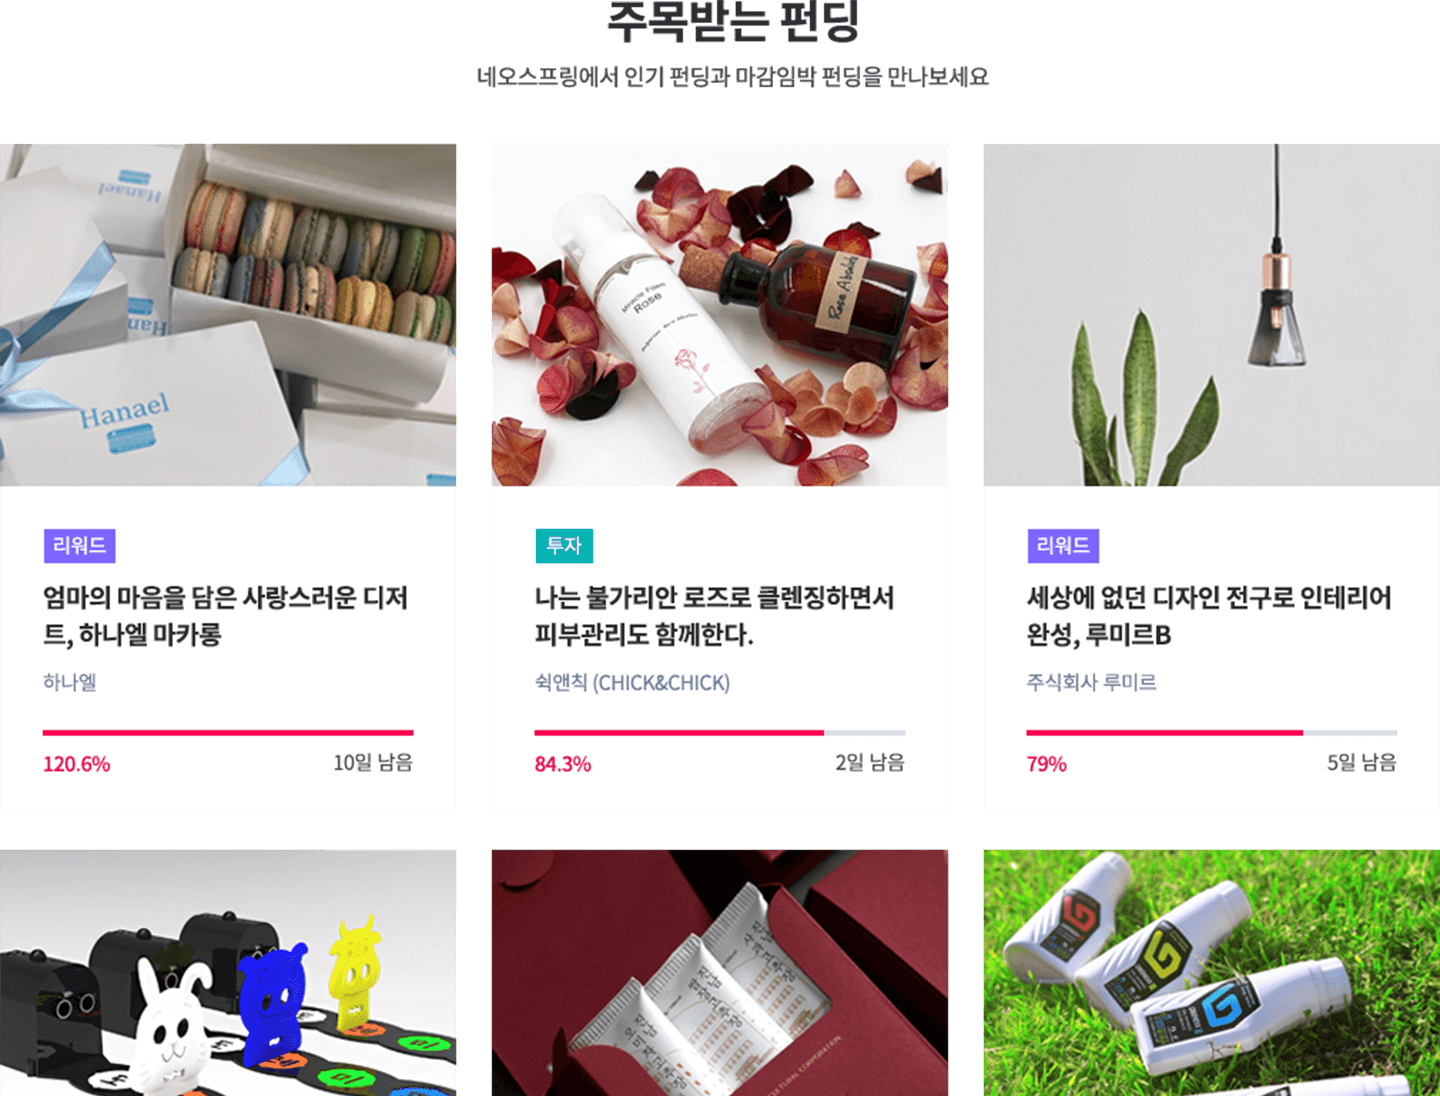 주목받는 펀딩
네오스프링에서 인기 펀딩과 마감임박 펀딩을 만나보세요
Hanael
Hanael
Hanael
Miracle Foam
Rose
Rose Absolute
리워드
엄마의 마음을 담은 사랑스러운 디저
트, 하나엘 마카롱
하나엘
120.6%
10일 남음
투자
나는 불가리안 로즈로 클렌징하면서
피부관리도 함께한다.
쉭앤칙 (CHICK&CHICK)
84.3%
2일 남음
리워드
세상에 없던 디자인 전구로 인테리어
완성, 루미르B
주식회사 루미르
79%
5일 남음